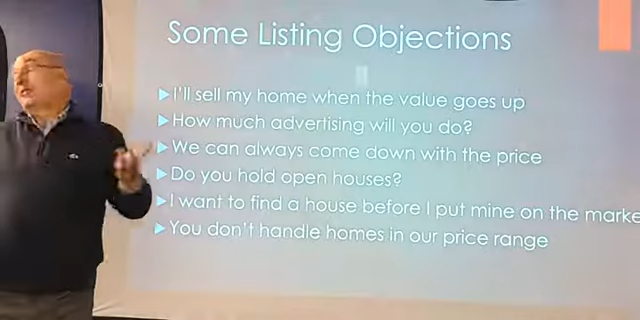 Some Listing Objections
I'll sell my home when the value goes up
How much advertising will you do?
We can always come down with the price
Do you hold open houses?
I want to find a house before I put mine on the marke
You don't handle homes in our price range